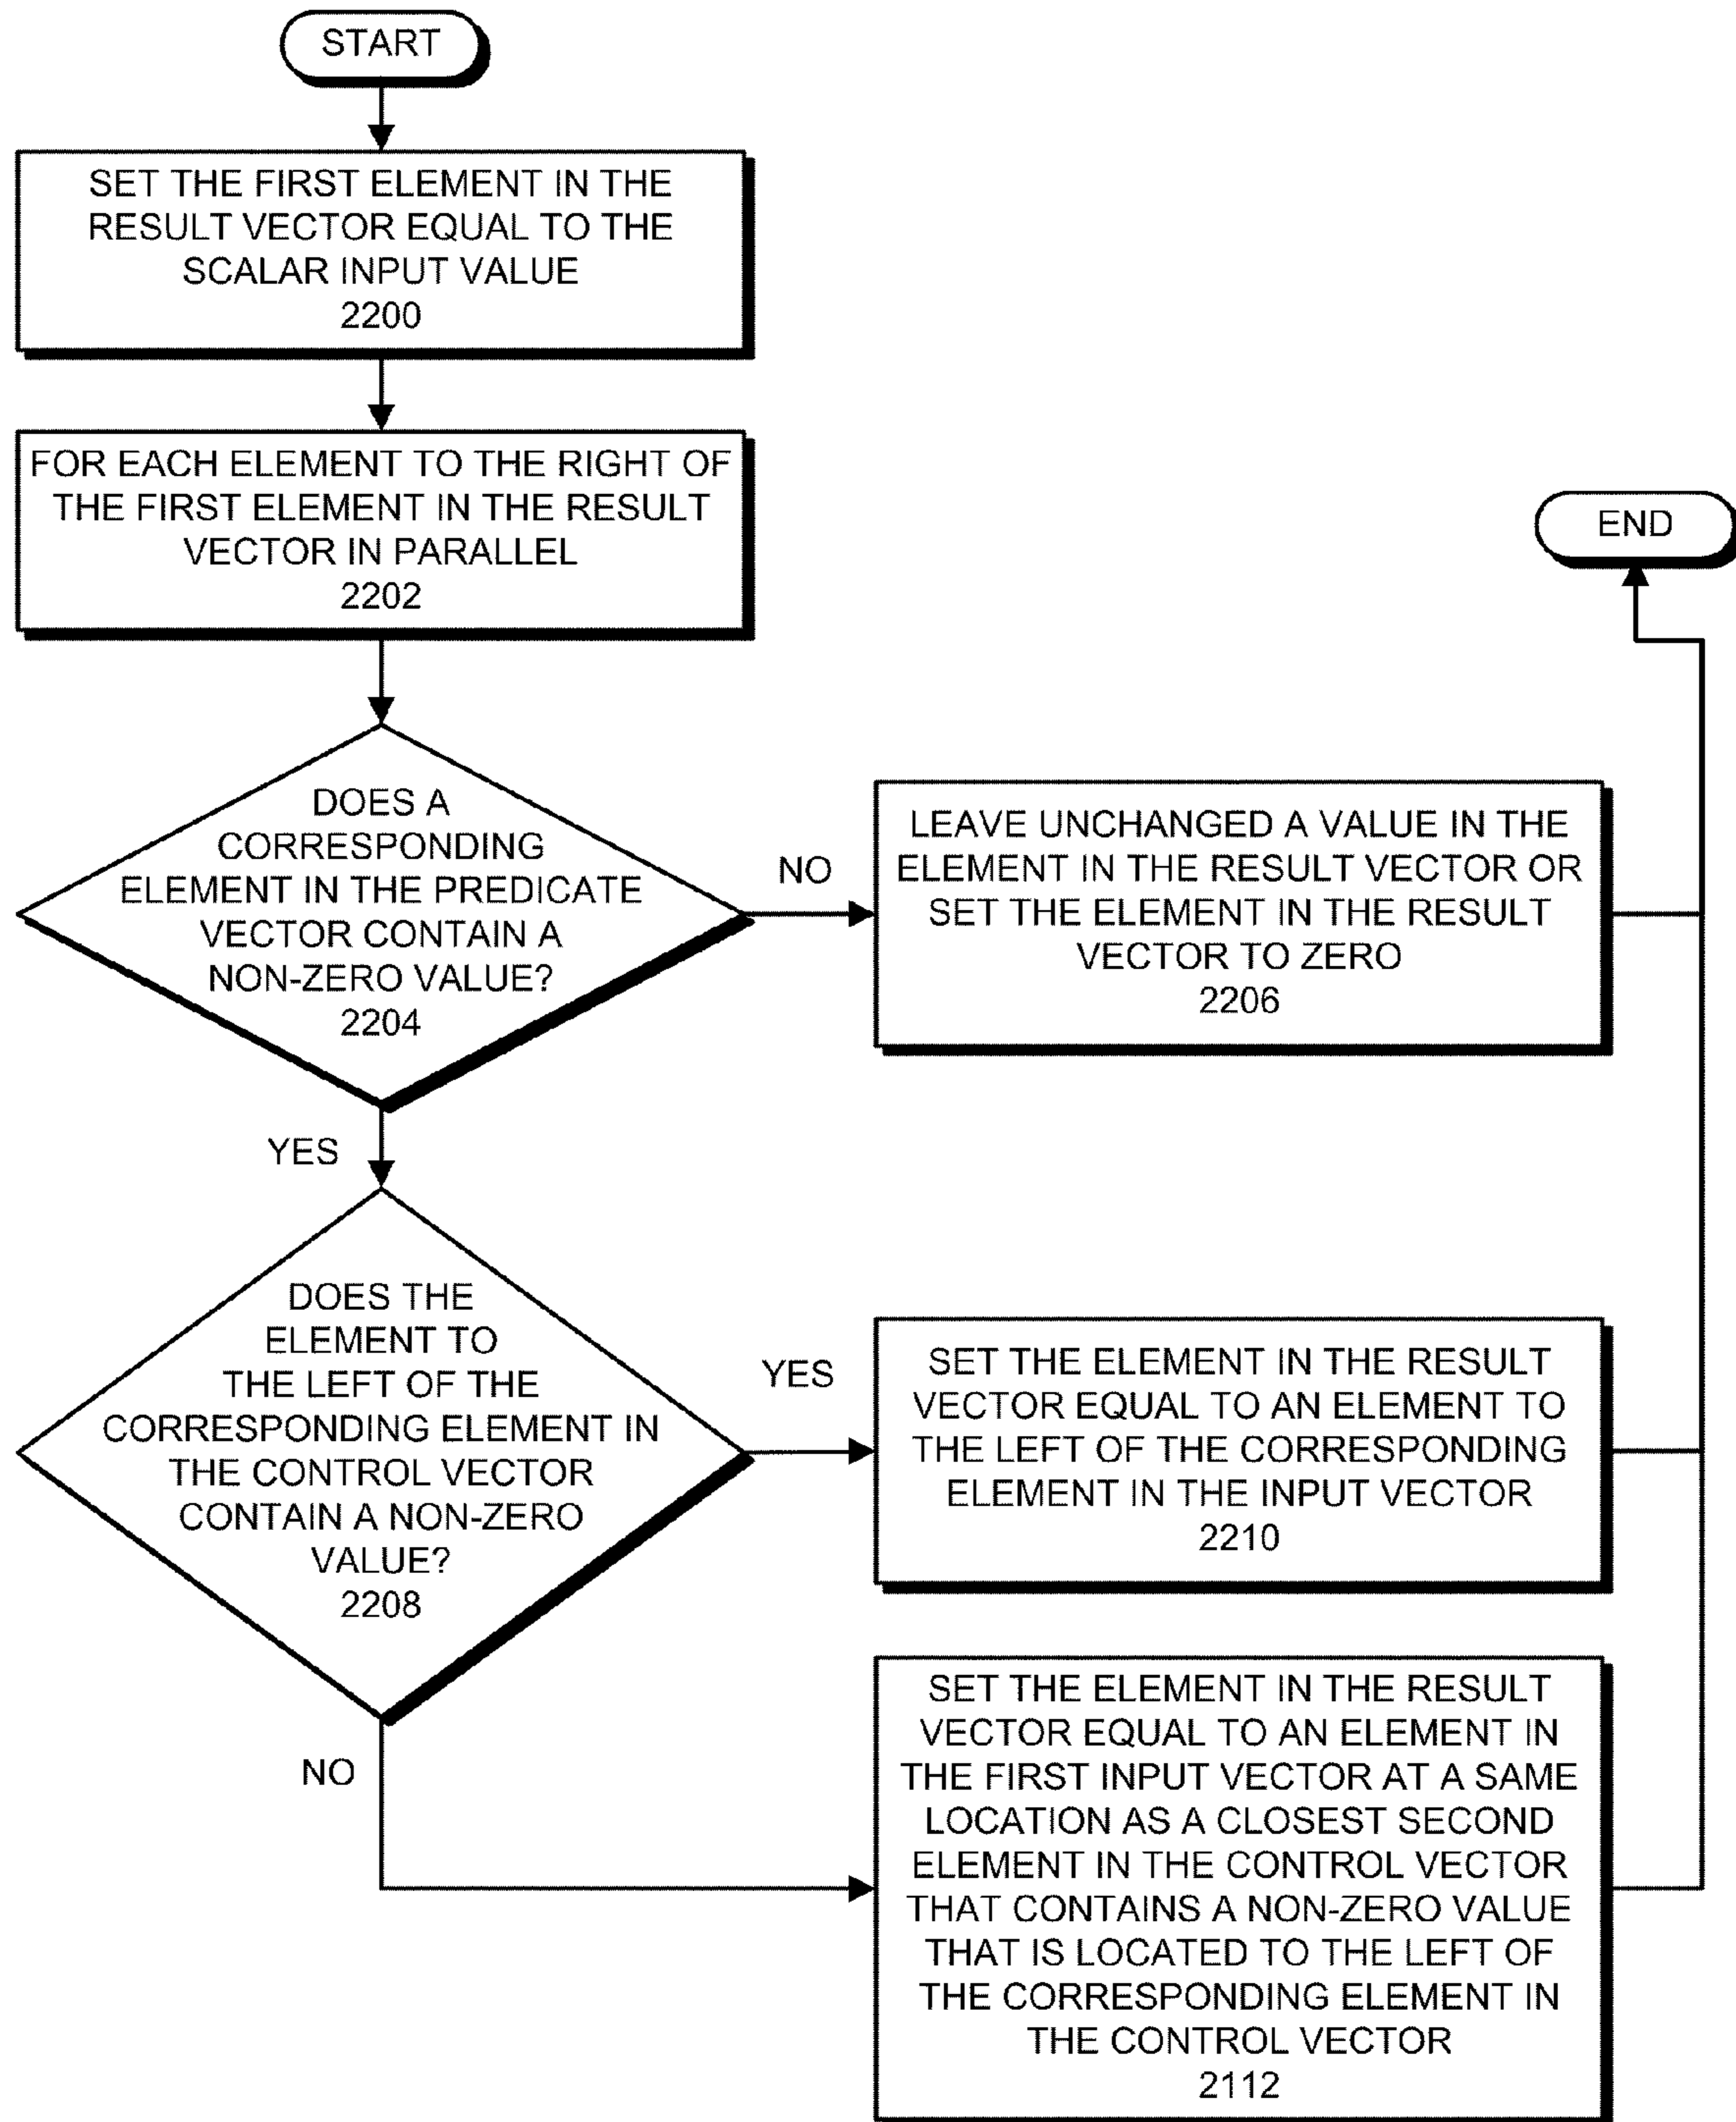 START
SET THE FIRST ELEMENT IN THE
RESULT VECTOR EQUAL TO THE
SCALAR INPUT VALUE
2200
FOR EACH ELEMENT TO THE RIGHT OF
THE FIRST ELEMENT IN THE RESULT
VECTOR IN PARALLEL
2202
END
DOES A
CORRESPONDING
ELEMENT IN THE PREDICATE
VECTOR CONTAIN A
NON-ZERO VALUE?
2204
NO
LEAVE UNCHANGED A VALUE IN THE
ELEMENT IN THE RESULT VECTOR OR
SET THE ELEMENT IN THE RESULT
VECTOR TO ZERO
2206
YES
DOES THE
ELEMENT TO
THE LEFT OF THE
CORRESPONDING ELEMENT IN
THE CONTROL VECTOR
CONTAIN A NON-ZERO
VALUE?
2208
YES
SET THE ELEMENT IN THE RESULT
VECTOR EQUAL TO AN ELEMENT TO
THE LEFT OF THE CORRESPONDING
ELEMENT IN THE INPUT VECTOR
2210
NO
SET THE ELEMENT IN THE RESULT
VECTOR EQUAL TO AN ELEMENT IN
THE FIRST INPUT VECTOR AT A SAME
LOCATION AS A CLOSEST SECOND
ELEMENT IN THE CONTROL VECTOR
THAT CONTAINS A NON-ZERO VALUE
THAT IS LOCATED TO THE LEFT OF
THE CORRESPONDING ELEMENT IN
THE CONTROL VECTOR
2112